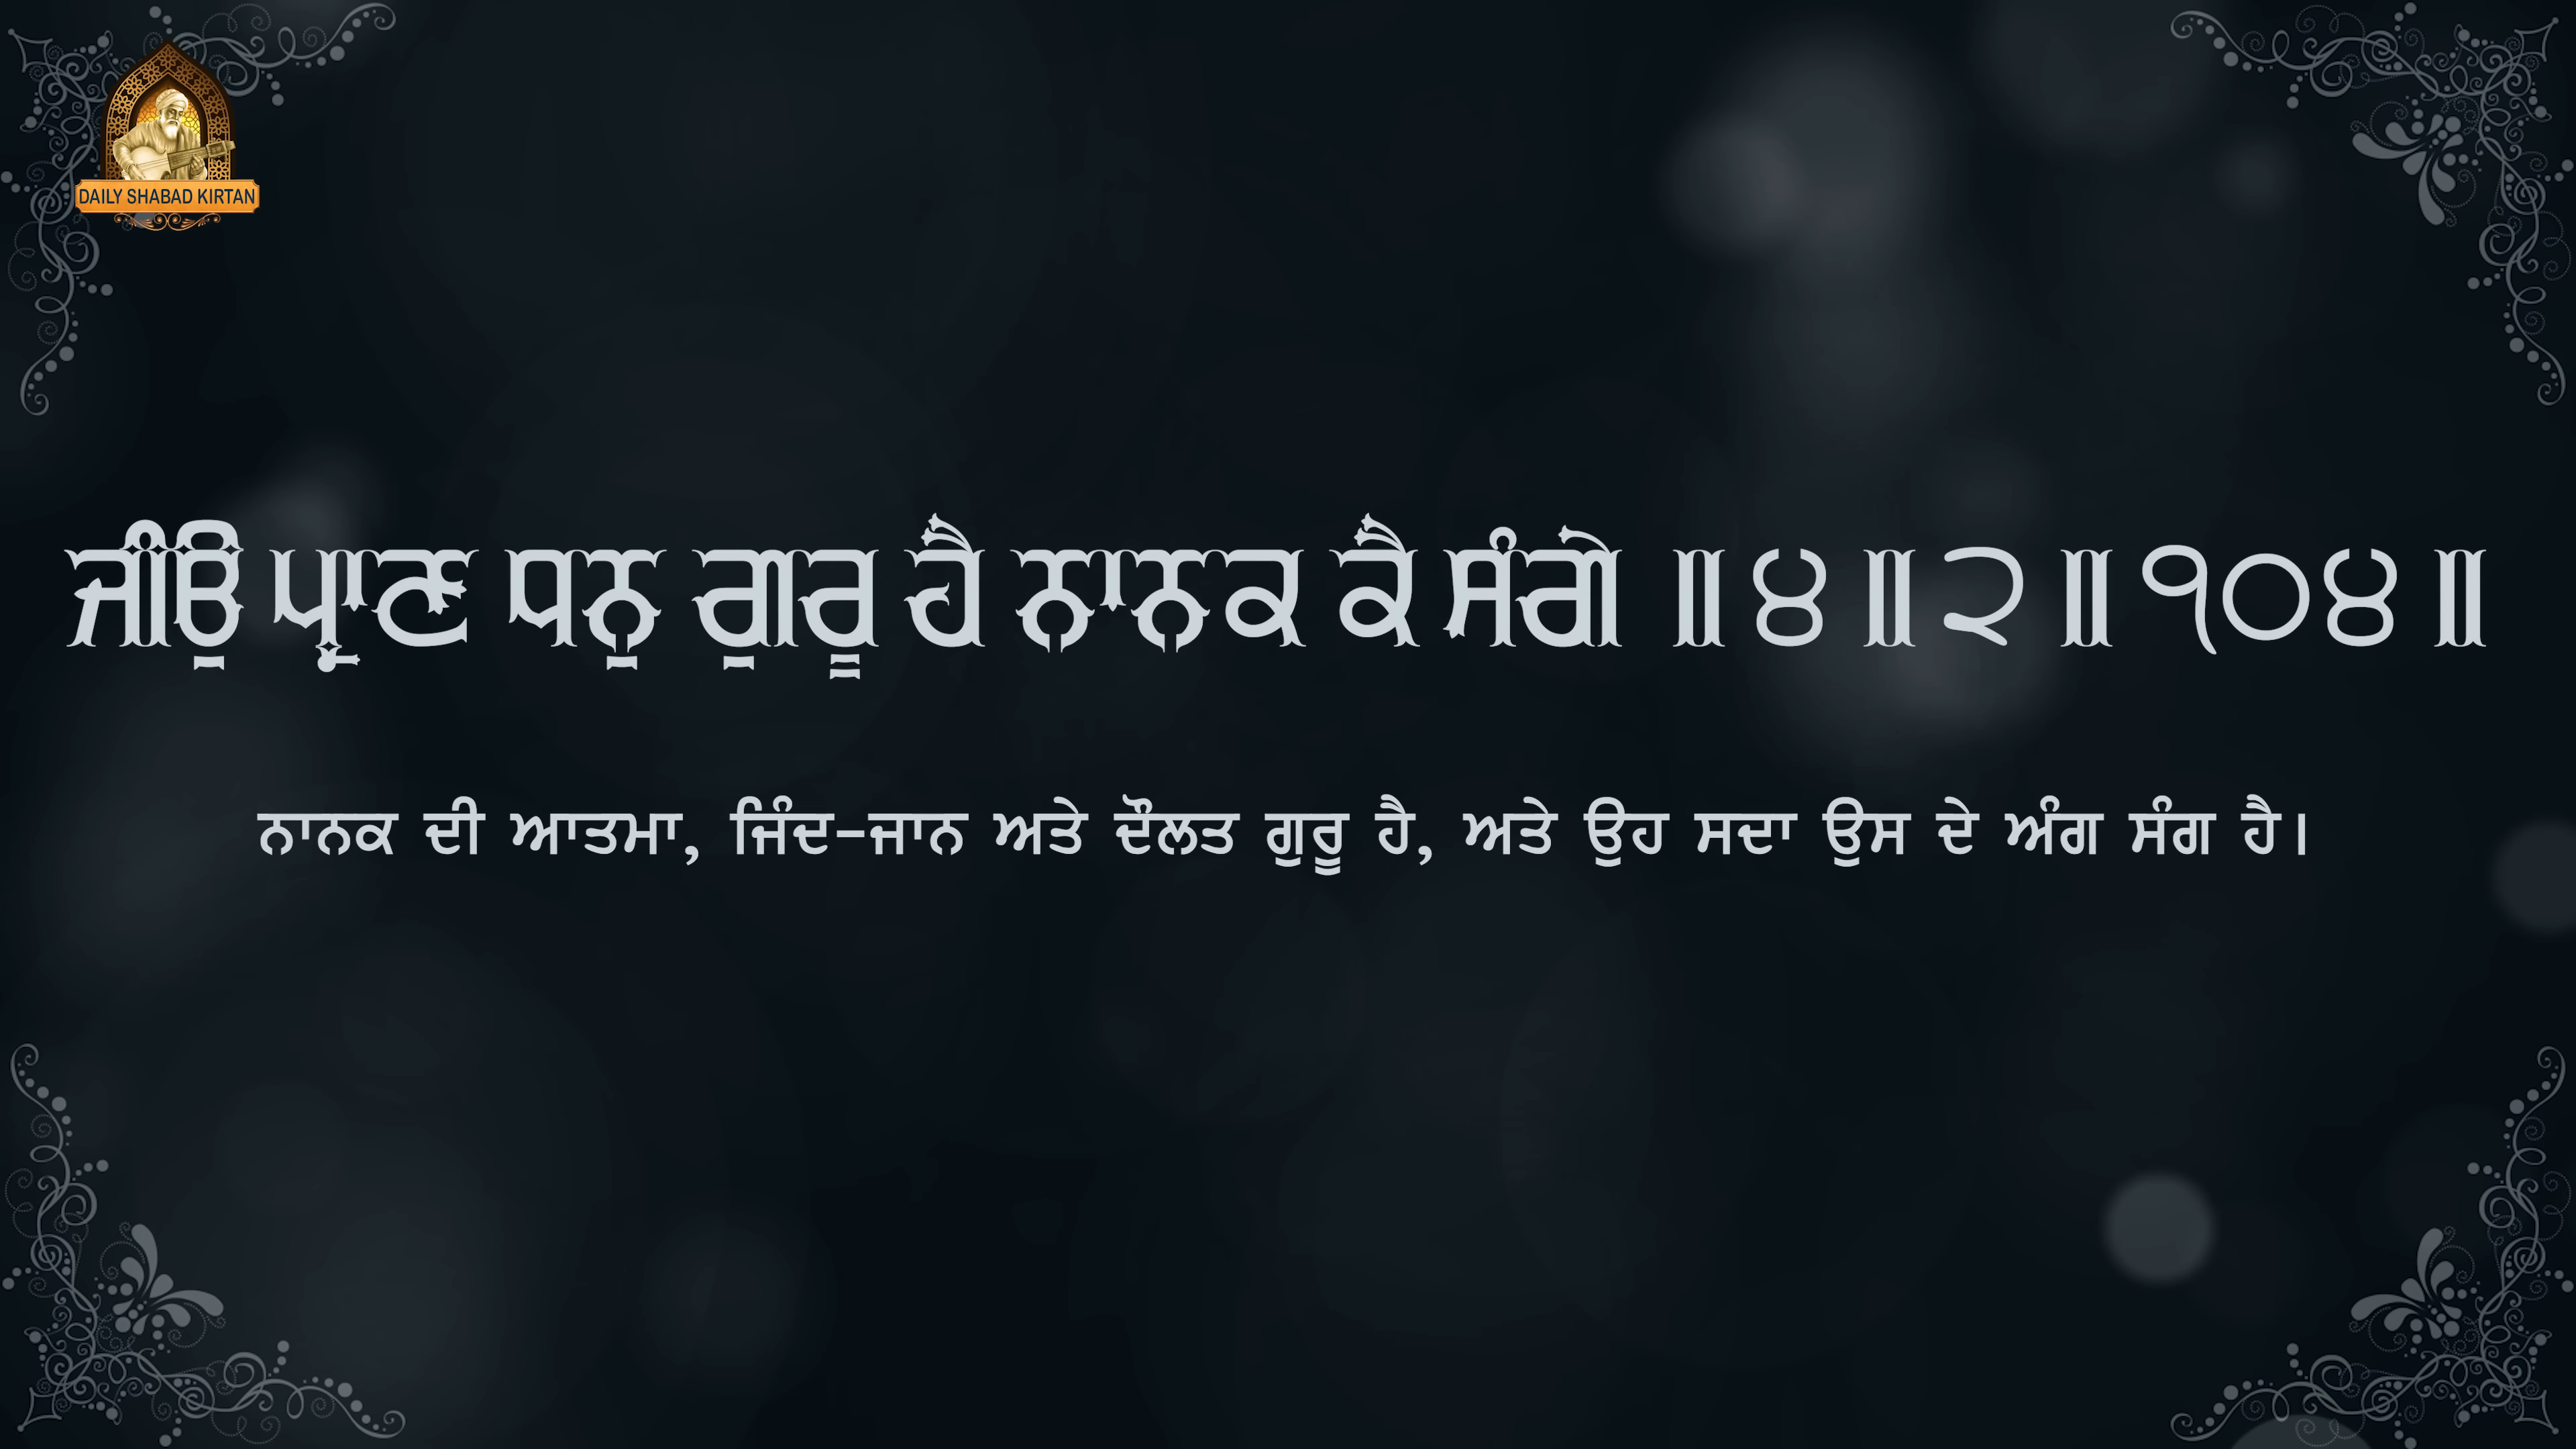 DAILY SHABAD KIRTAN
ਜੀਉ ਪ੍ਰਾਣ ਧਨੁ ਗੁਰੂ ਹੈ ਨਾਨਕ ਕੈ ਸੰਗੇ ॥੪॥੨॥੧੦੪॥
ਨਾਨਕ ਦੀ ਆਤਮਾ, ਜਿੰਦ-ਜਾਨ ਅਤੇ ਦੌਲਤ ਗੁਰੂ ਹੈ, ਅਤੇ ਉਹ ਸਦਾ ਉਸ ਦੇ ਅੰਗ ਸੰਗ ਹੈ।